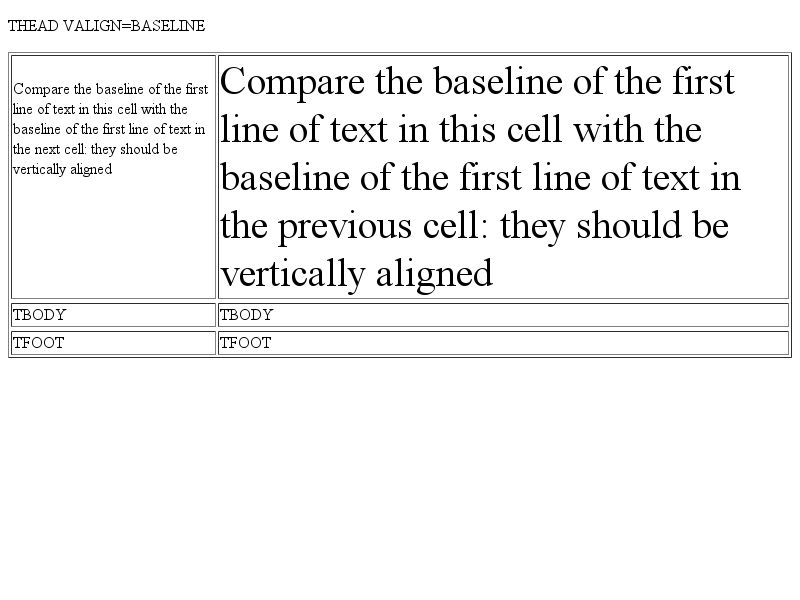 THEAD VALIGN=BASELINE
Compare the baseline of the first
line of text in this cell with the
baseline of the first line of text in
the next cell: they should be
vertically aligned
Compare the baseline of the first
line of text in this cell with the
baseline of the first line of text in
the previous cell: they should be
vertically aligned
TBODY
TBODY
TFOOT
TFOOT